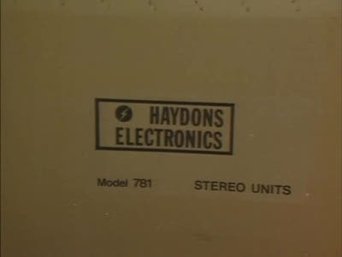 HAYDONS
ELECTRONICS
Model 781 STEREO UNITS